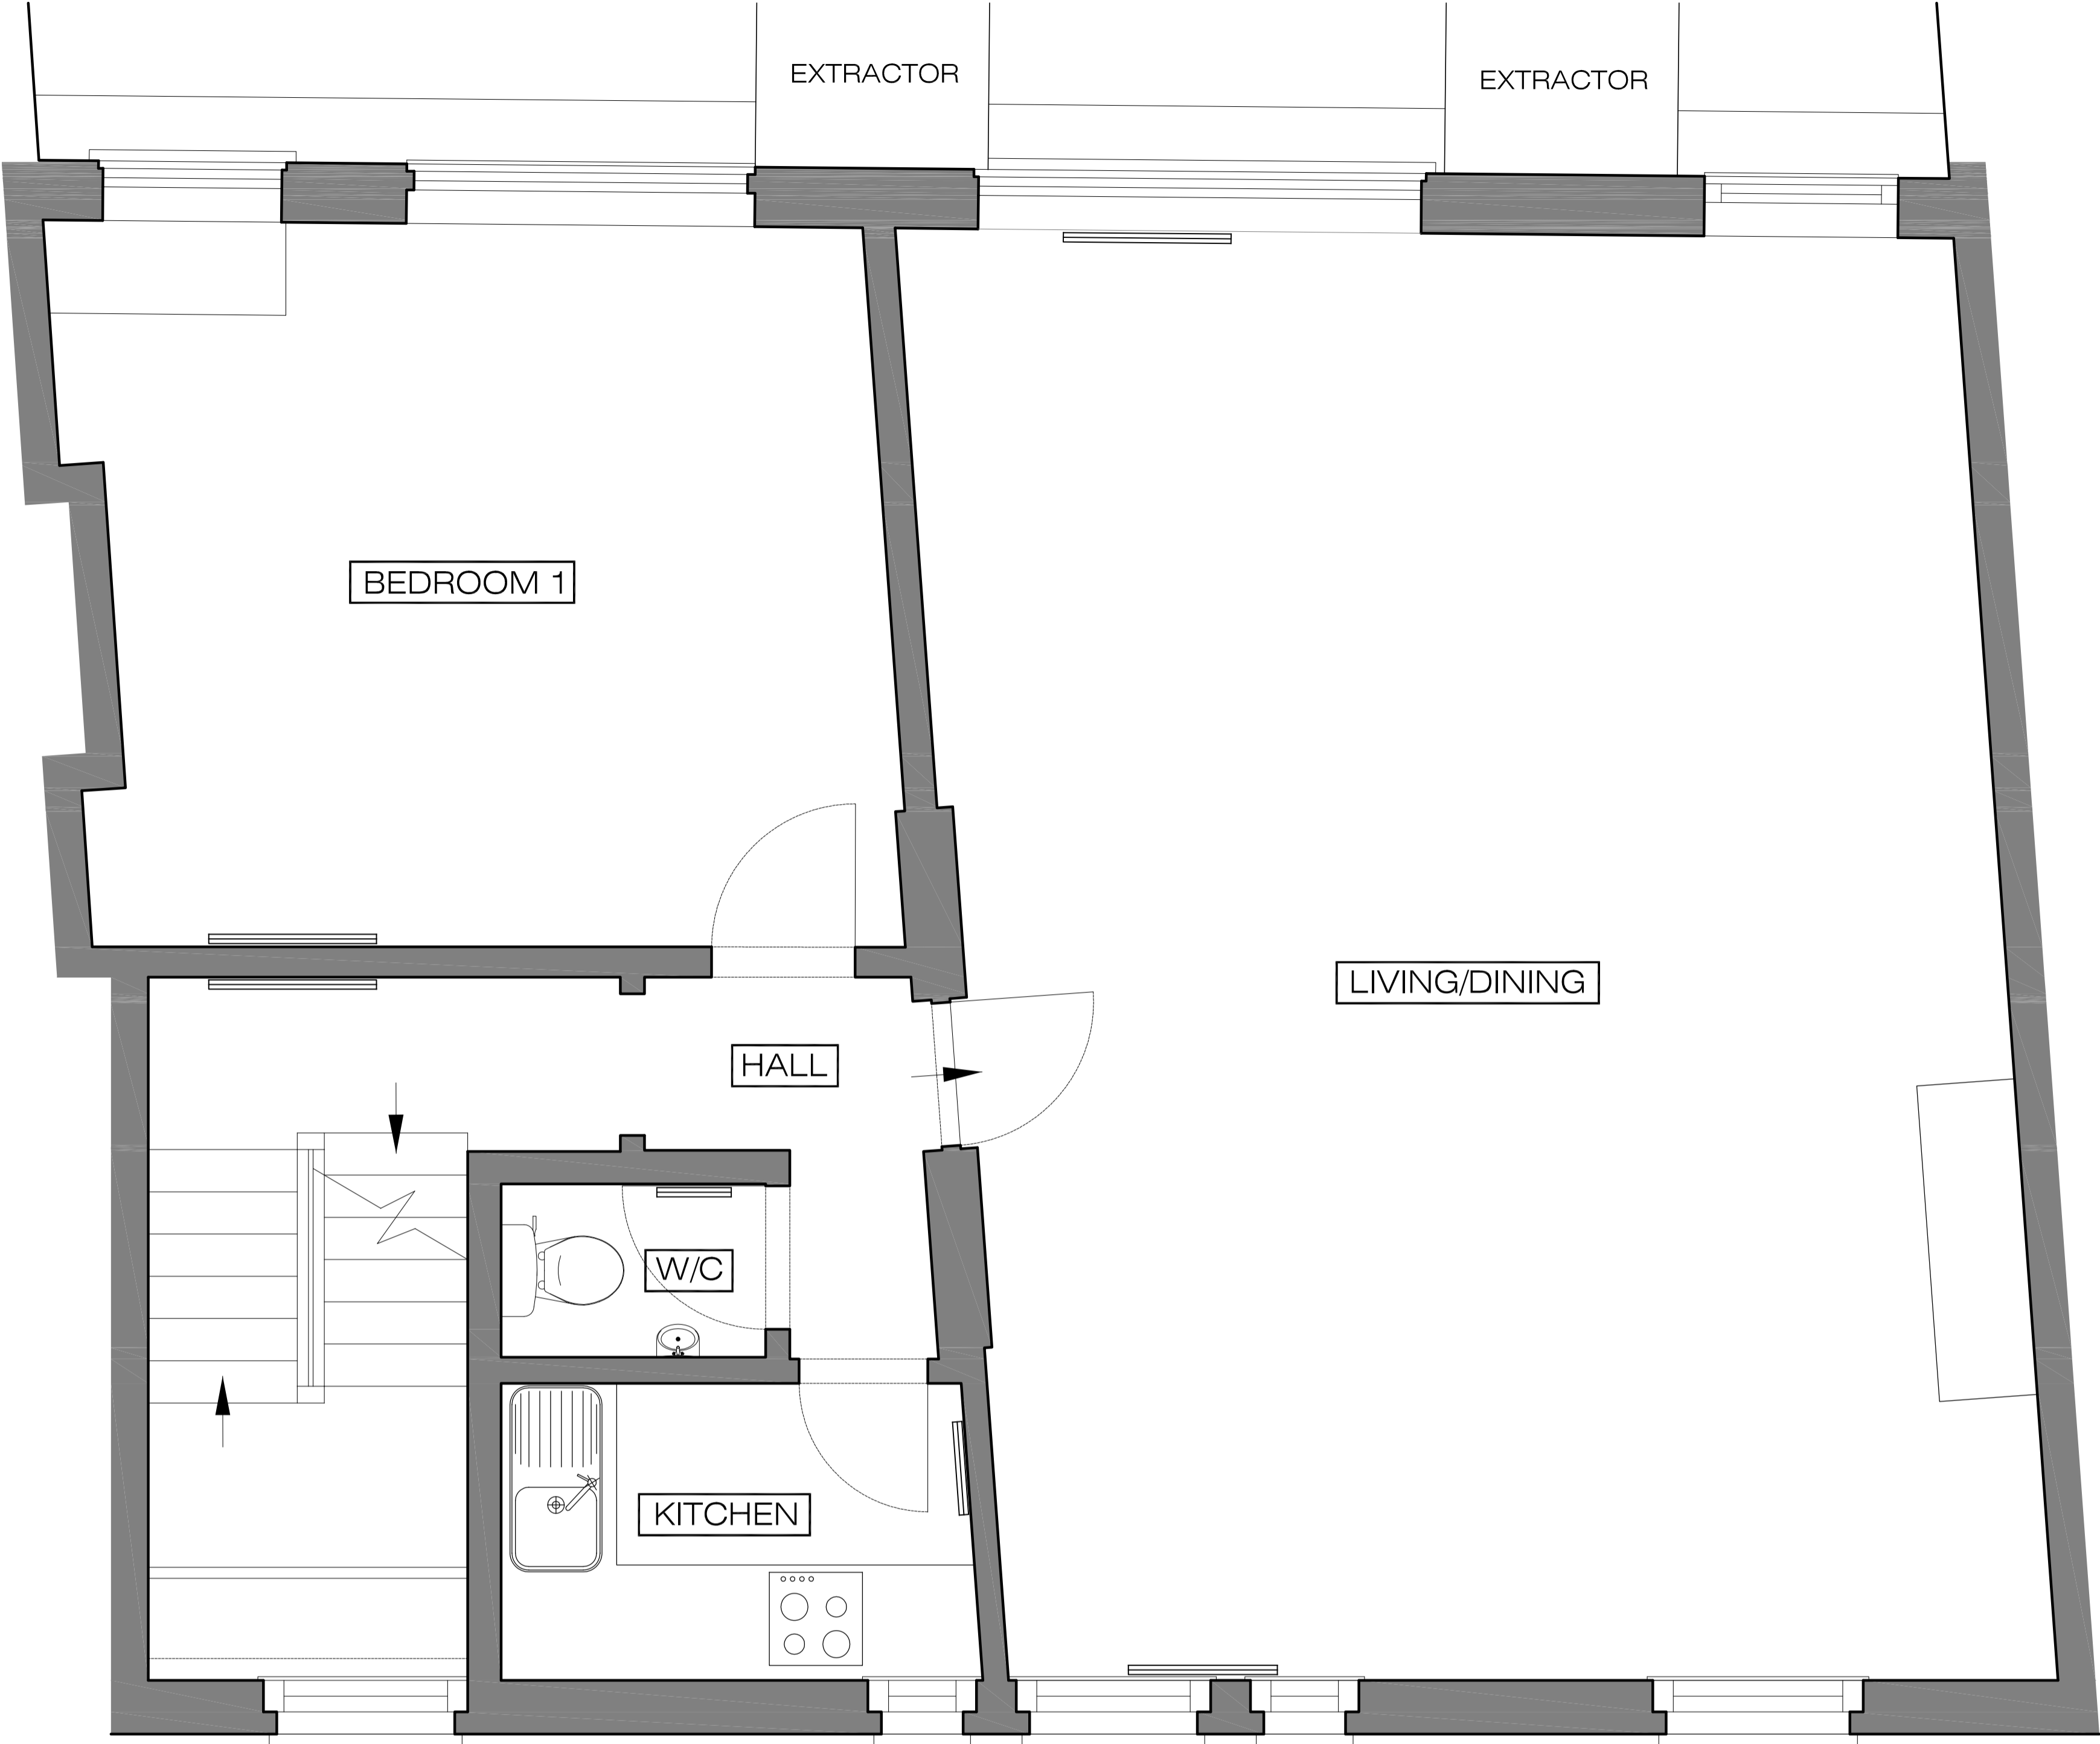 EXTRACTOR
EXTRACTOR
BEDROOM 1
LIVING/DINING
HALL
W/C
KITCHEN